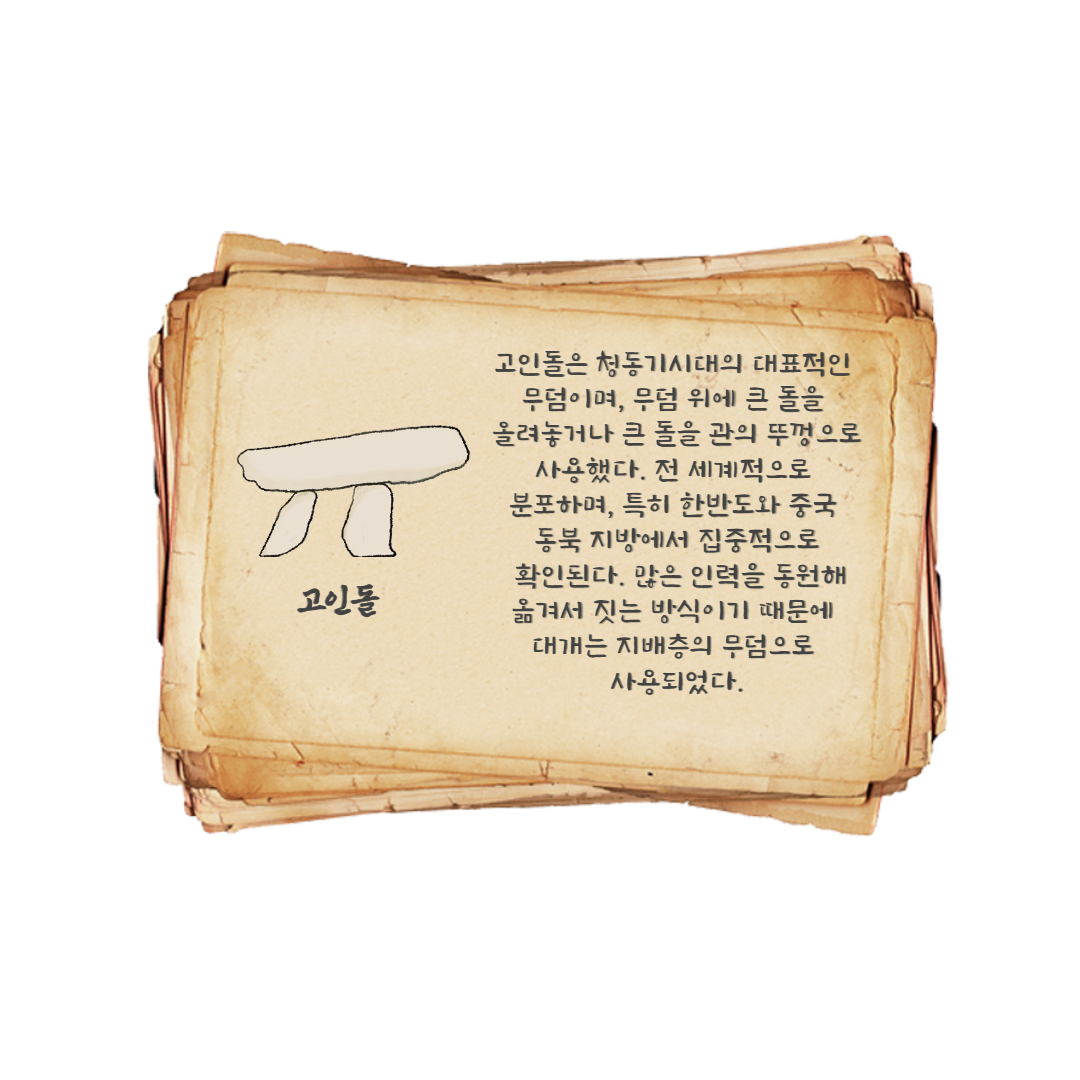 고인돌은 청동기시대의 대표적인
무덤이며, 무덤 위에 큰 돌을
올려놓거나 큰 돌을 관의 뚜껑으로
사용했다. 전 세계적으로
분포하며, 특히 한반도와 중국
동북 지방에서 집중적으로
확인된다. 많은 인력을 동원해
옮겨서 짓는 방식이기 때문에
대개는 지배층의 무덤으로
사용되었다.
고인돌